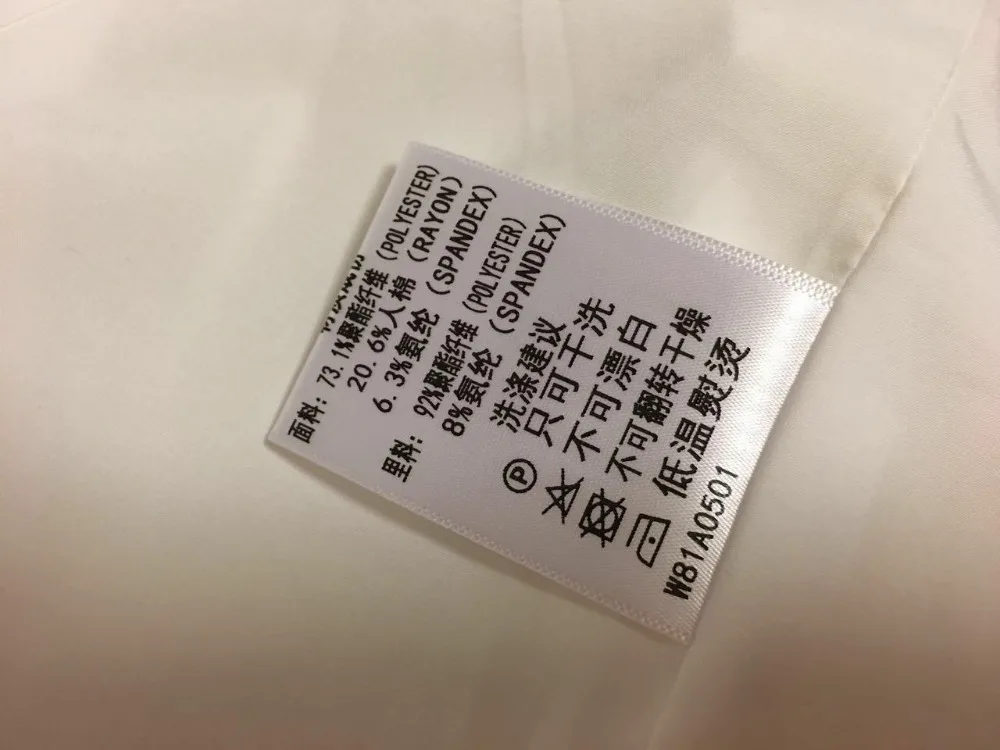 面料: 73.1%聚酯纤维 (POLYESTER)
20.6%人棉 (RAYON)
6.3%氨纶 (SPANDEX)
里料: 92%聚酯纤维 (POLYESTER)
8%氨纶 (SPANDEX)
洗涤建议
P 只可干洗
不可漂白
不可翻转干燥
低温熨烫
W81A0501